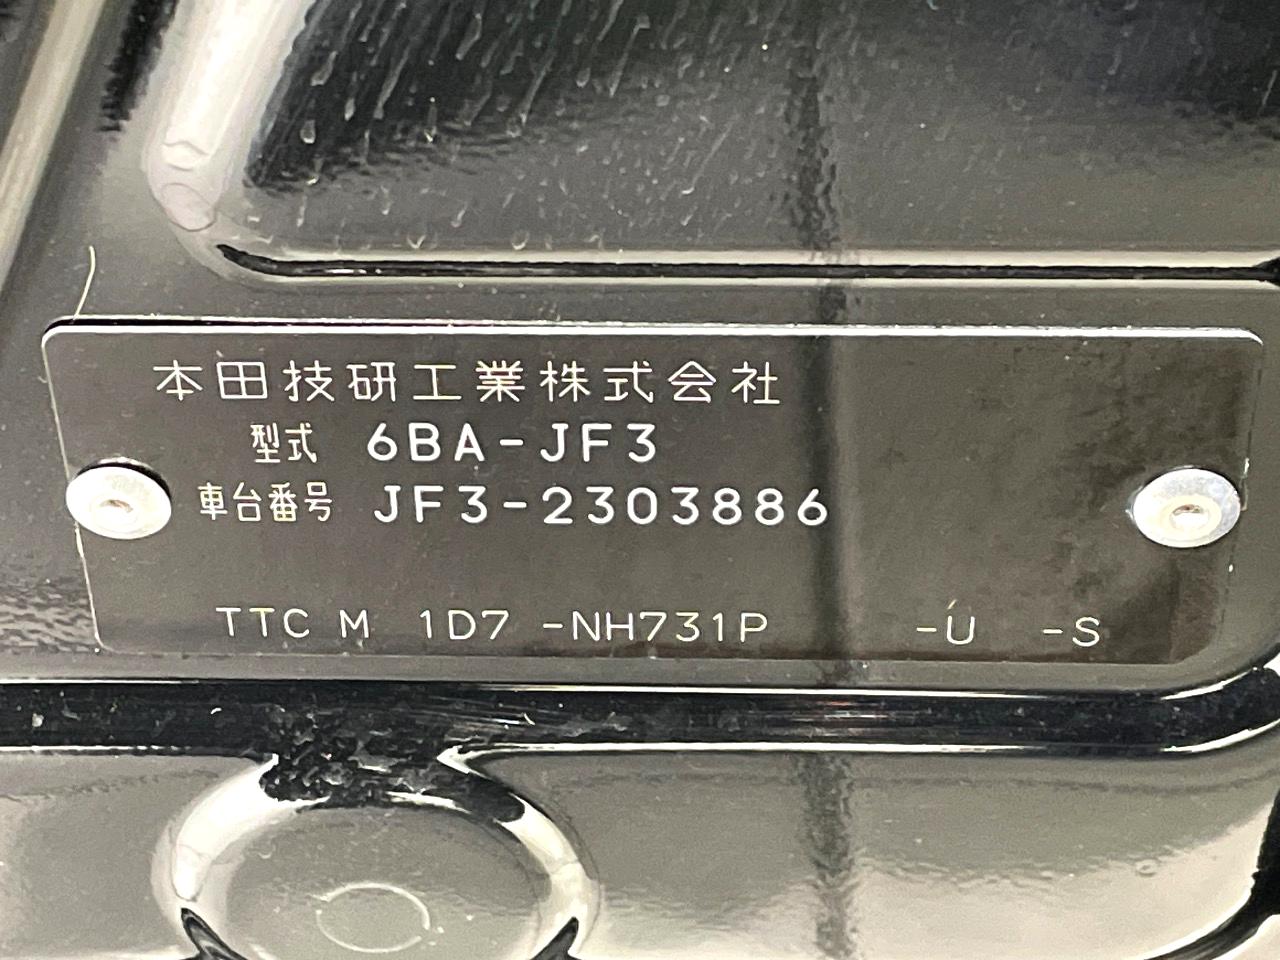 本田技研工業株式会社
型式 6BA-JF3
車台番号 JF3-2303886
TTC M 1D7 -NH731P -U -S